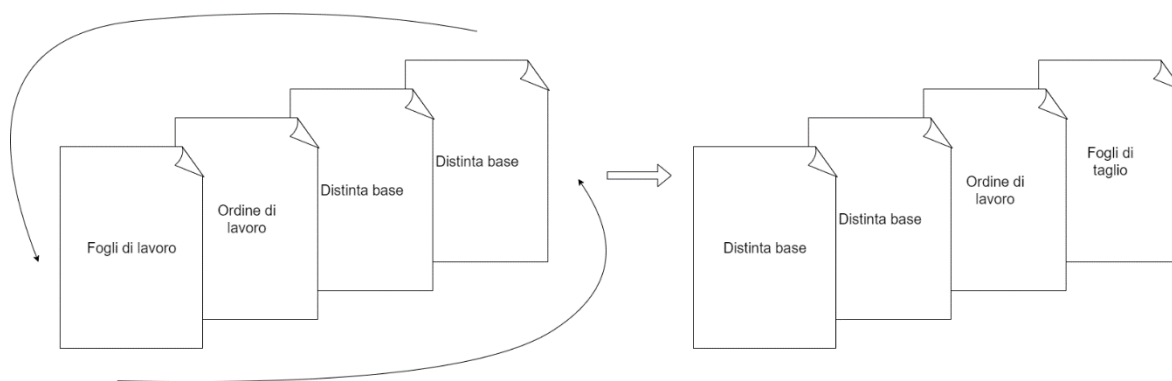 Fogli di lavoro
Ordine di
lavoro
Distinta base
Distinta base
Distinta base
Distinta base
Ordine di
lavoro
Fogli di
taglio